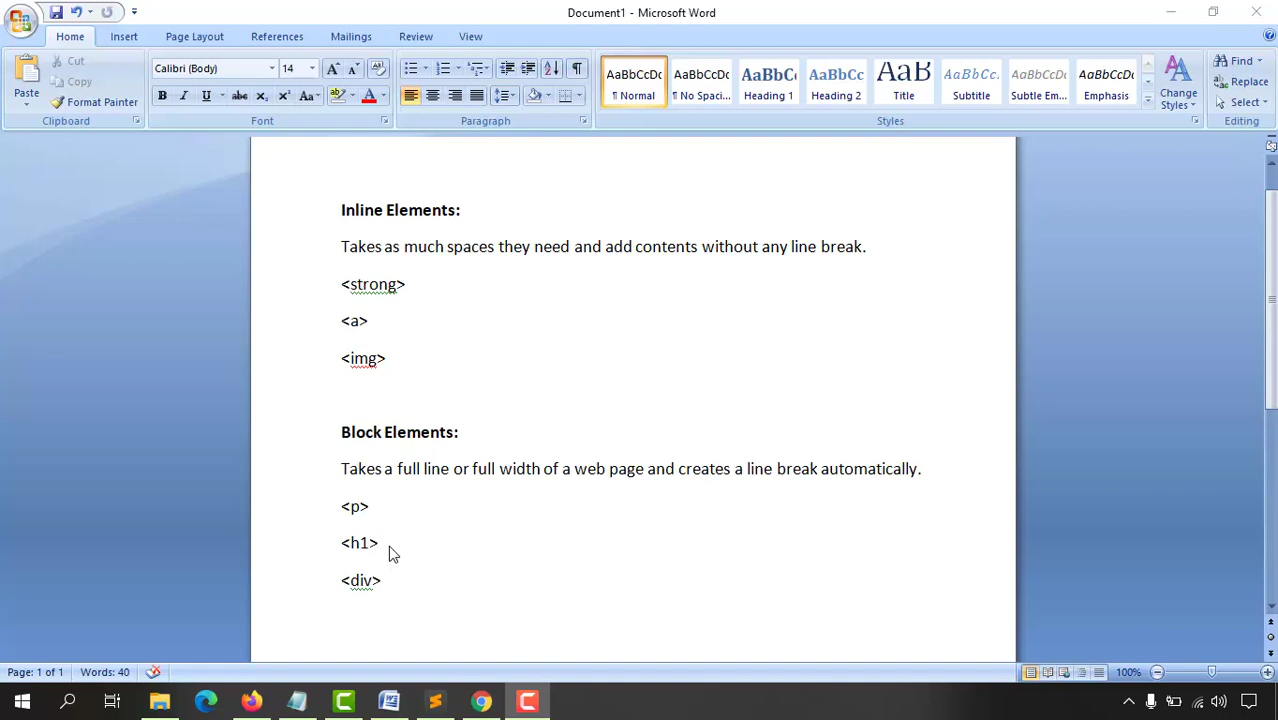 Document1 - Microsoft Word
Home Insert Page Layout References Mailings Review View
Paste
Cut
Copy
Format Painter
Clipboard
Calibri (Body) 14
Font
Paragraph
AaBbCcDc AaBbCcDc AaBbC AaBbCc AaB AaBbCc. AaBbCcDc AaBbCcDc
¶ Normal ¶ No Spaci... Heading 1 Heading 2 Title Subtitle Subtle Em... Emphasis
Change Styles
Styles
Find
Replace
Select
Editing
Inline Elements:
Takes as much spaces they need and add contents without any line break.
<strong>
<a>
<img>
Block Elements:
Takes a full line or full width of a web page and creates a line break automatically.
<p>
<h1>
<div>
Page: 1 of 1 Words: 40 100%